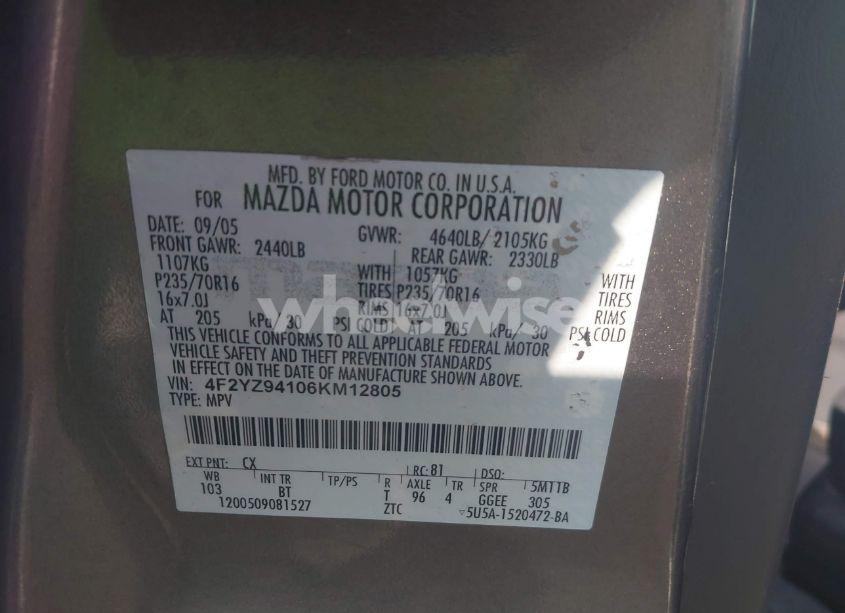 MFD. BY FORD MOTOR CO. IN U.S.A.
FOR MAZDA MOTOR CORPORATION
DATE: 09/05 GVWR: 4640LB/ 2105KG
FRONT GAWR: 2440LB REAR GAWR: 2330LB
1107KG WITH 1057KG WITH
P235/70R16 TIRES P235/70R16 TIRES
16x7.0J RIMS 16x7.0J RIMS
AT 205 kPa/ 30 PSI COLD AT 205 kPa/ 30 PSI COLD
THIS VEHICLE CONFORMS TO ALL APPLICABLE FEDERAL MOTOR
VEHICLE SAFETY AND THEFT PREVENTION STANDARDS
IN EFFECT ON THE DATE OF MANUFACTURE SHOWN ABOVE.
VIN: 4F2YZ94106KM12805
TYPE: MPV
EXT PNT: CX RC: 81 DSO:
WB INT TR TP/PS R AXLE TR SPR 5M11B
103 BT T 96 4 GGEE 305
1200509081527 ZTC 5U5A-1520472-BA
wheelwise